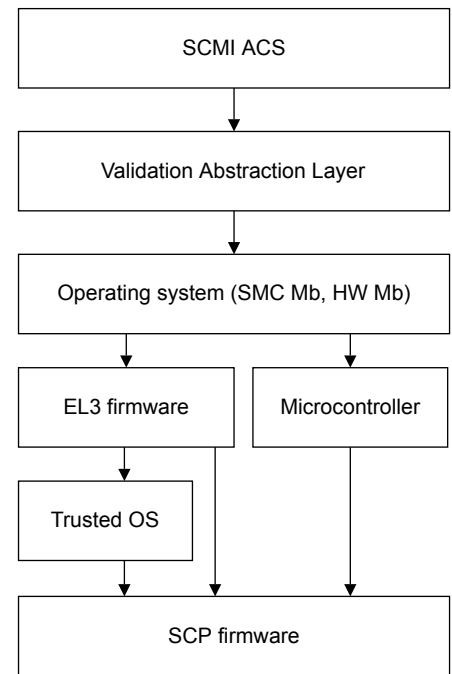 SCMI ACS
Validation Abstraction Layer
Operating system (SMC Mb, HW Mb)
EL3 firmware
Microcontroller
Trusted OS
SCP firmware